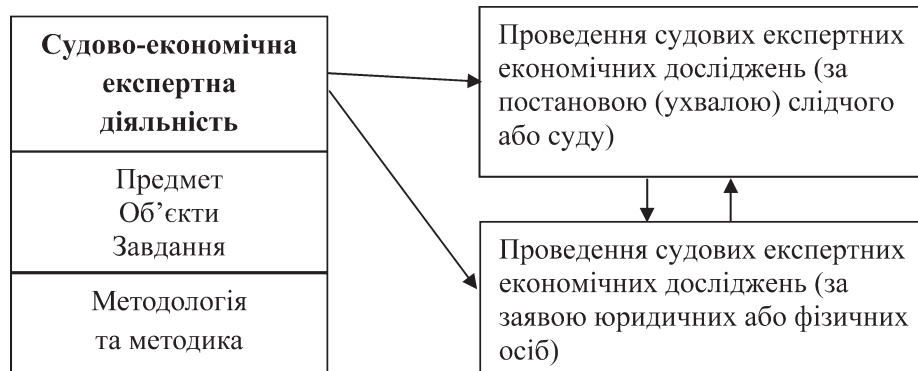 Судово-економічна
експертна
діяльність
Предмет
Об’єкти
Завдання
Методологія
та методика
Проведення судових експертних
економічних досліджень (за
постановою (ухвалою) слідчого
або суду)
Проведення судових експертних
економічних досліджень (за
заявою юридичних або фізичних
осіб)